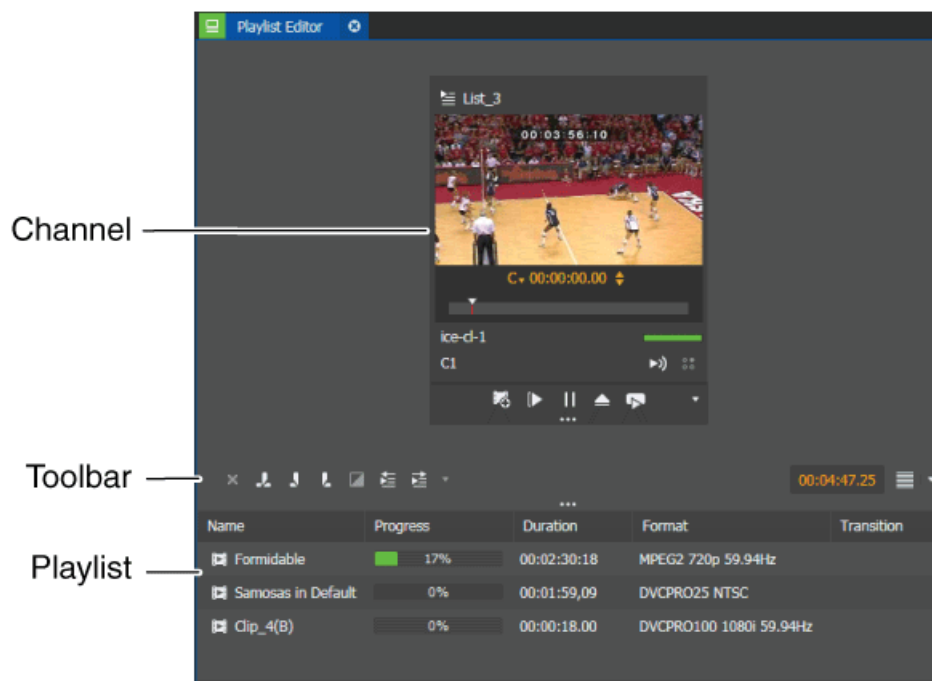 Playlist Editor
List_3
00:03:56:10
Channel
C 00:00:00.00
ice-cl-1
C1
Toolbar
00:04:47.25
Name Progress Duration Format Transition
Formidable 17% 00:02:30:18 MPEG2 720p 59.94Hz
Playlist
Samosas in Default 0% 00:01:59,09 DVCPRO25 NTSC
Clip_4(B) 0% 00:00:18.00 DVCPRO100 1080i 59.94Hz